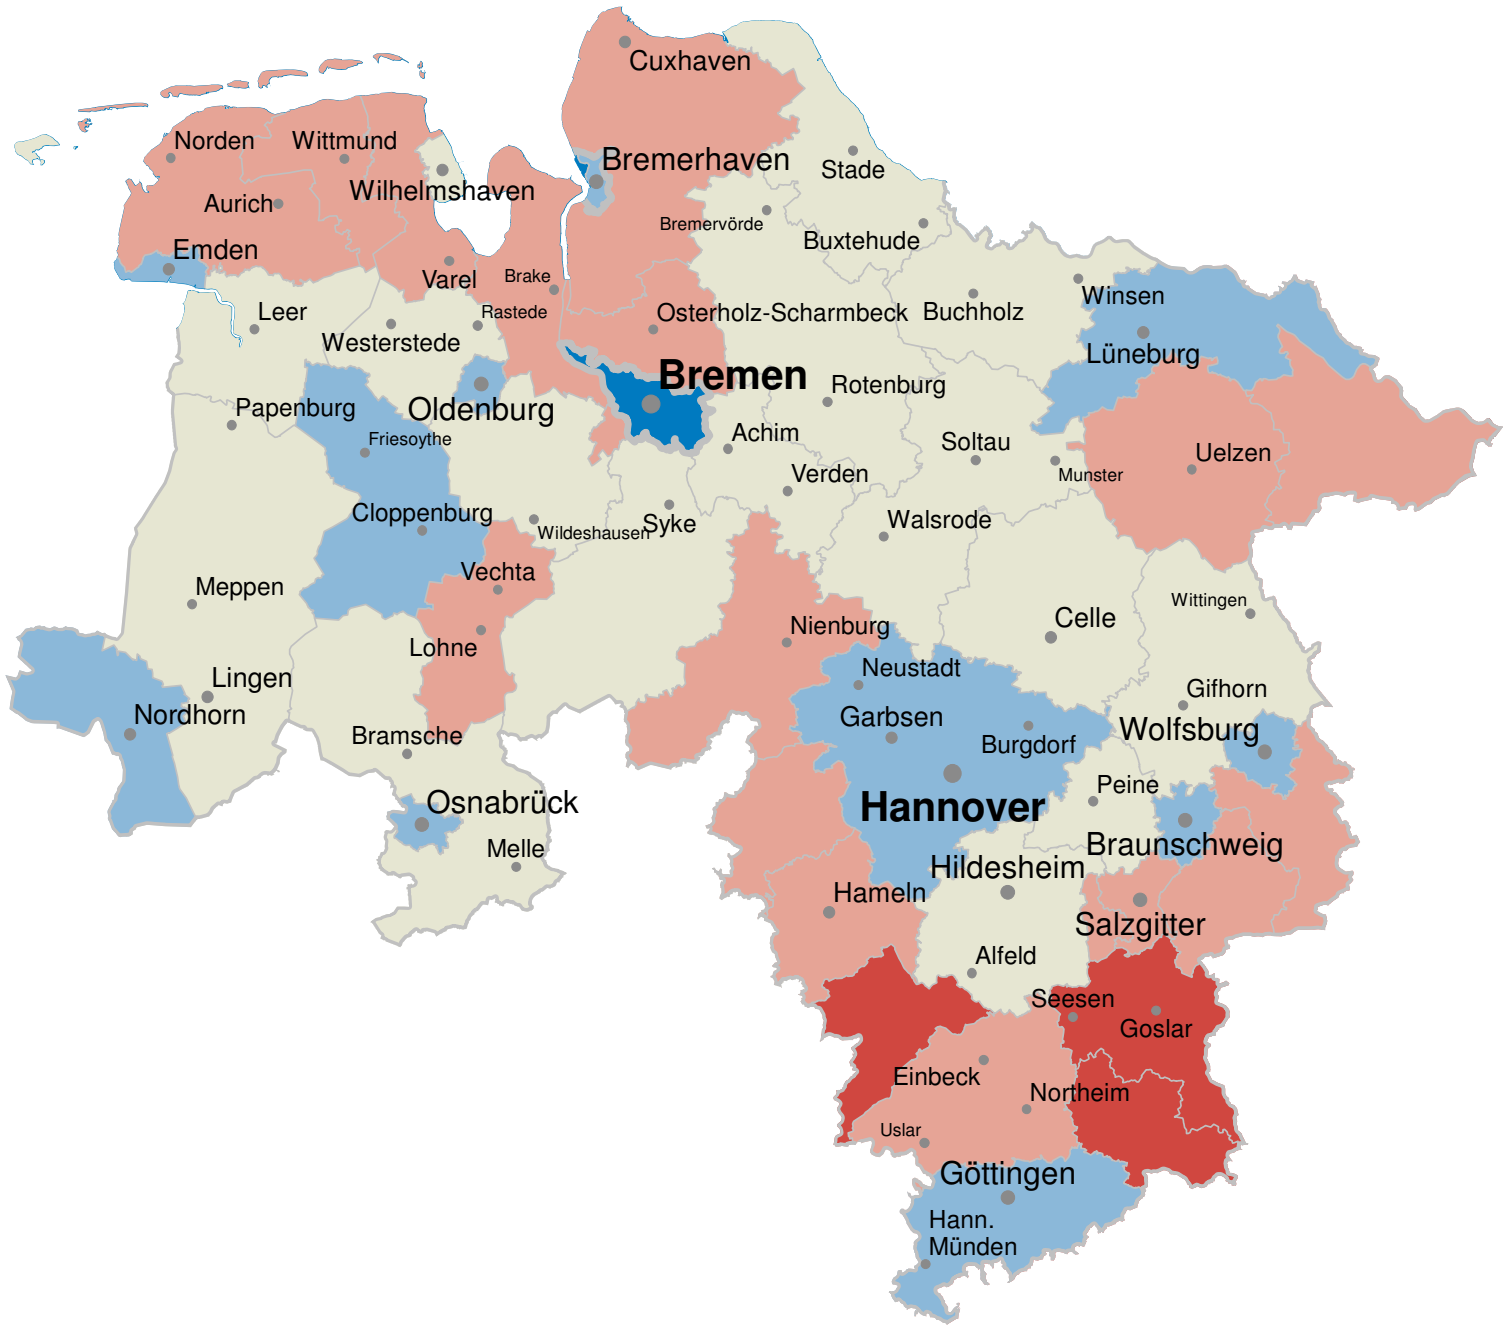 Cuxhaven
Norden
Wittmund
Bremerhaven
Stade
Wilhelmshaven
Aurich
Bremervörde
Buxtehude
Emden
Varel
Brake
Winsen
Leer
Rastede
Osterholz-Scharmbeck
Buchholz
Westerstede
Lüneburg
Bremen
Rotenburg
Papenburg
Oldenburg
Friesoythe
Achim
Soltau
Uelzen
Verden
Munster
Cloppenburg
Wildeshausen
Syke
Walsrode
Vechta
Meppen
Wittingen
Celle
Nienburg
Lohne
Neustadt
Lingen
Gifhorn
Nordhorn
Garbsen
Wolfsburg
Bramsche
Burgdorf
Peine
Osnabrück
Hannover
Melle
Braunschweig
Hildesheim
Hameln
Salzgitter
Alfeld
Seesen
Goslar
Einbeck
Northeim
Uslar
Göttingen
Hann.
Münden